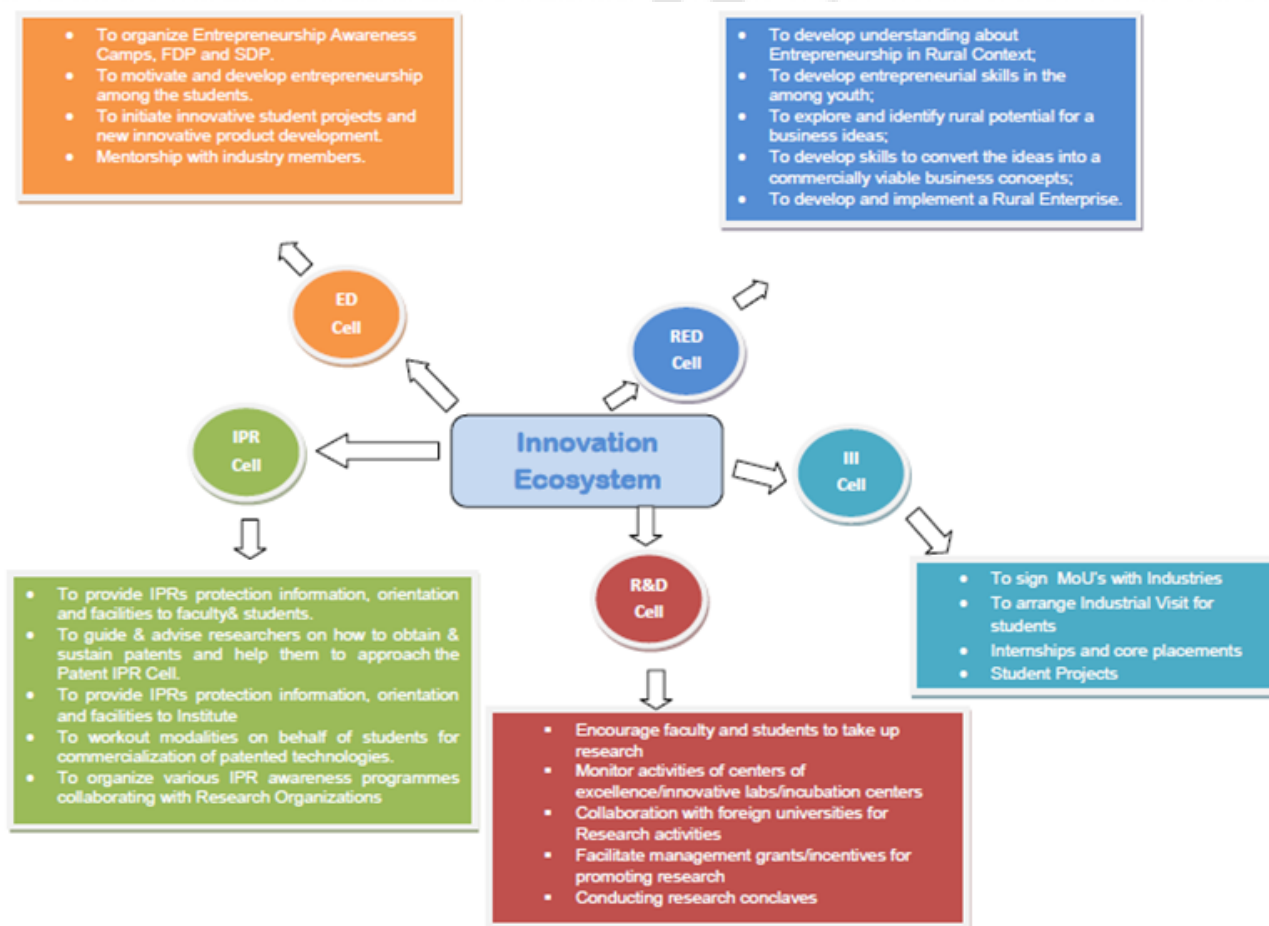 • To organize Entrepreneurship Awareness
Camps, FDP and SDP.
• To motivate and develop entrepreneurship
among the students.
• To initiate innovative student projects and
new innovative product development.
• Mentorship with industry members.
• To develop understanding about
Entrepreneurship in Rural Context;
• To develop entrepreneurial skills in the
among youth;
• To explore and identify rural potential for a
business ideas;
• To develop skills to convert the ideas into a
commercially viable business concepts;
• To develop and implement a Rural Enterprise.
ED
Cell
RED
Cell
IPR
Cell
Innovation
Ecosystem
III
Cell
R&D
Cell
• To provide IPRs protection information, orientation
and facilities to faculty& students.
• To guide & advise researchers on how to obtain &
sustain patents and help them to approach the
Patent IPR Cell.
• To provide IPRs protection information, orientation
and facilities to Institute
• To workout modalities on behalf of students for
commercialization of patented technologies.
• To organize various IPR awareness programmes
collaborating with Research Organizations
• To sign MoU's with Industries
• To arrange Industrial Visit for
students
• Internships and core placements
• Student Projects
▪ Encourage faculty and students to take up
research
▪ Monitor activities of centers of
excellence/innovative labs/incubation centers
▪ Collaboration with foreign universities for
Research activities
▪ Facilitate management grants/incentives for
promoting research
▪ Conducting research conclaves